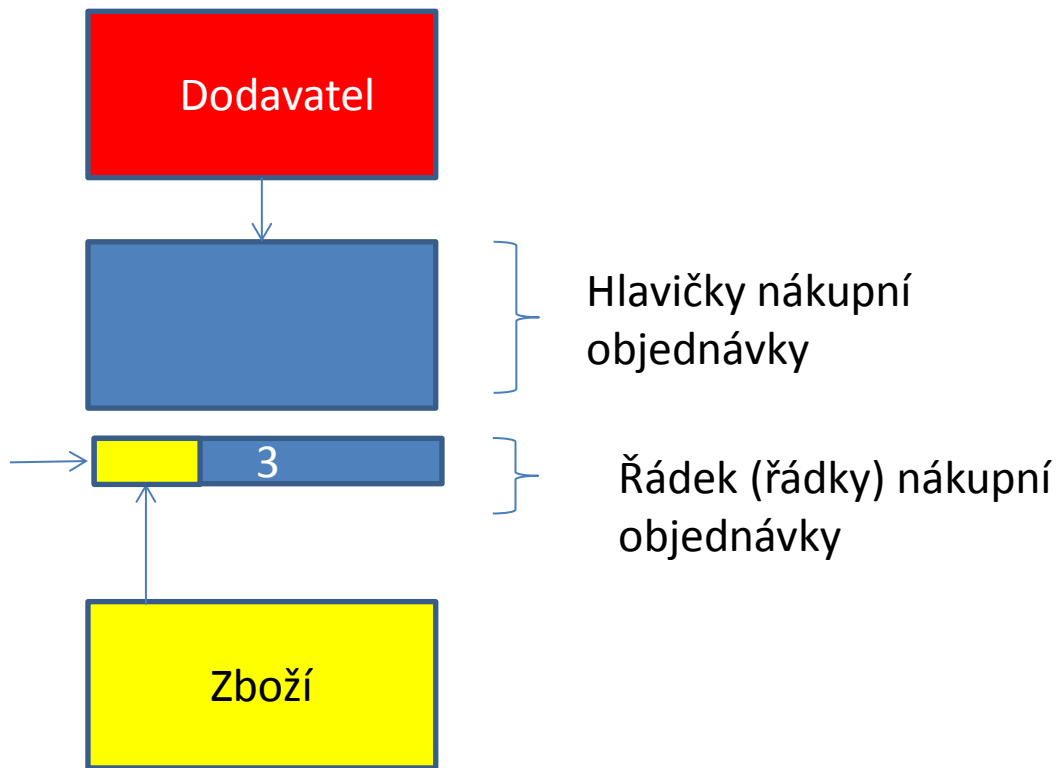 Dodavatel
Hlavičky nákupní
objednávky
3
Řádek (řádky) nákupní
objednávky
Zboží